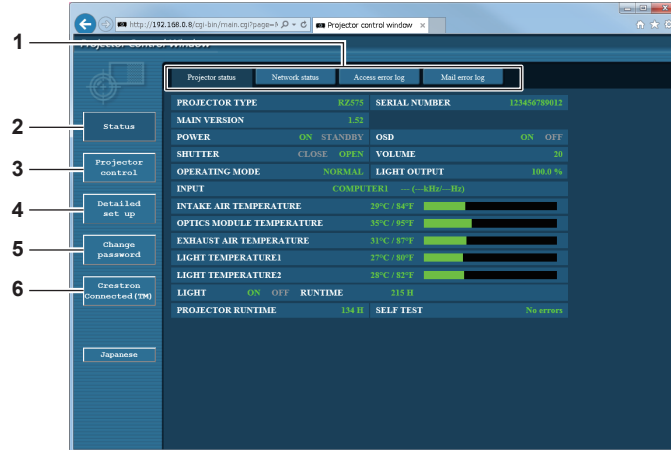 http://192.168.0.8/cgi-bin/main.cgi?page=
Projector control window
Projector Control Window
1
Projector status Network status Access error log Mail error log
PROJECTOR TYPE RZ575 SERIAL NUMBER 123456789012
MAIN VERSION 1.52
2 Status
POWER ON STANDBY OSD ON OFF
SHUTTER CLOSE OPEN VOLUME 20
3 Projector control
OPERATING MODE NORMAL LIGHT OUTPUT 100.0 %
INPUT COMPUTER1 — (—kHz/—Hz)
4 Detailed set up
INTAKE AIR TEMPERATURE 29°C / 84°F
OPTICS MODULE TEMPERATURE 35°C / 95°F
5 Change password
EXHAUST AIR TEMPERATURE 31°C / 87°F
LIGHT TEMPERATURE1 27°C / 80°F
LIGHT TEMPERATURE2 28°C / 82°F
6 Crestron Connected(TM)
LIGHT ON OFF RUNTIME 215 H
PROJECTOR RUNTIME 134 H SELF TEST No errors
Japanese